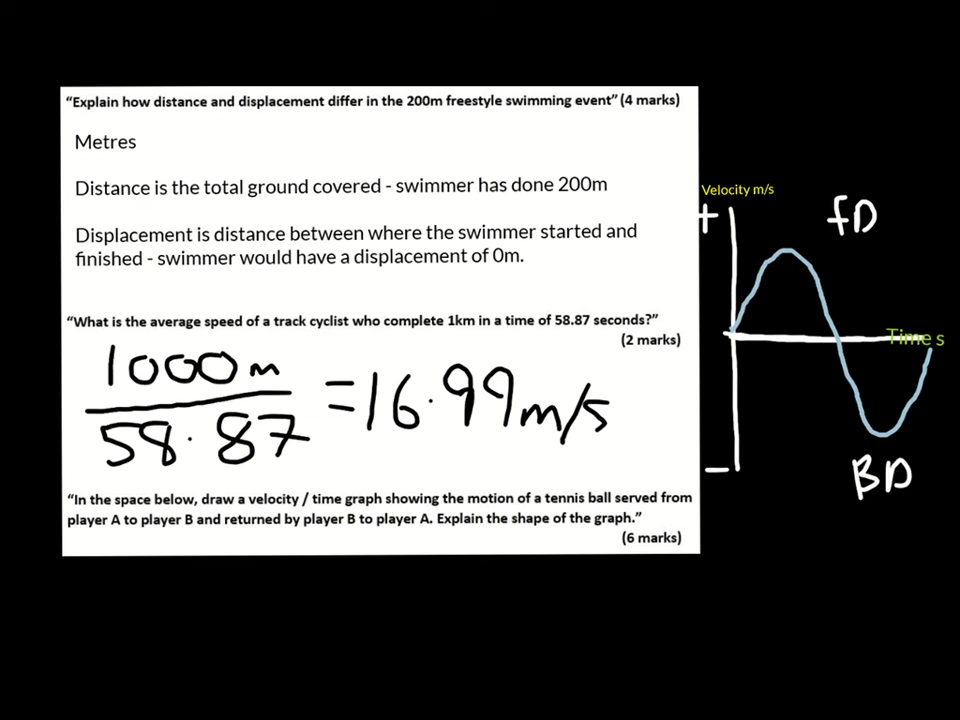 “Explain how distance and displacement differ in the 200m freestyle swimming event” (4 marks)
Metres
Distance is the total ground covered - swimmer has done 200m
Displacement is distance between where the swimmer started and
finished - swimmer would have a displacement of 0m.
“What is the average speed of a track cyclist who complete 1km in a time of 58.87 seconds?”
(2 marks)
1000m
58.87
=16.99m/s
“In the space below, draw a velocity / time graph showing the motion of a tennis ball served from
player A to player B and returned by player B to player A. Explain the shape of the graph.”
(6 marks)
Velocity m/s
+
fD
Time s
-
BD